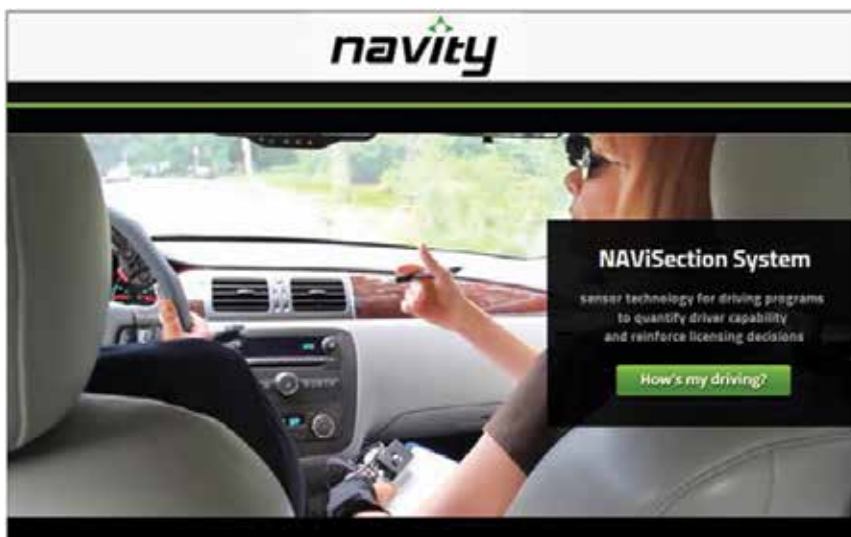 navity
NAViSection System
sensor technology for driving programs
to quantify driver capability
and reinforce licensing decisions
How's my driving?